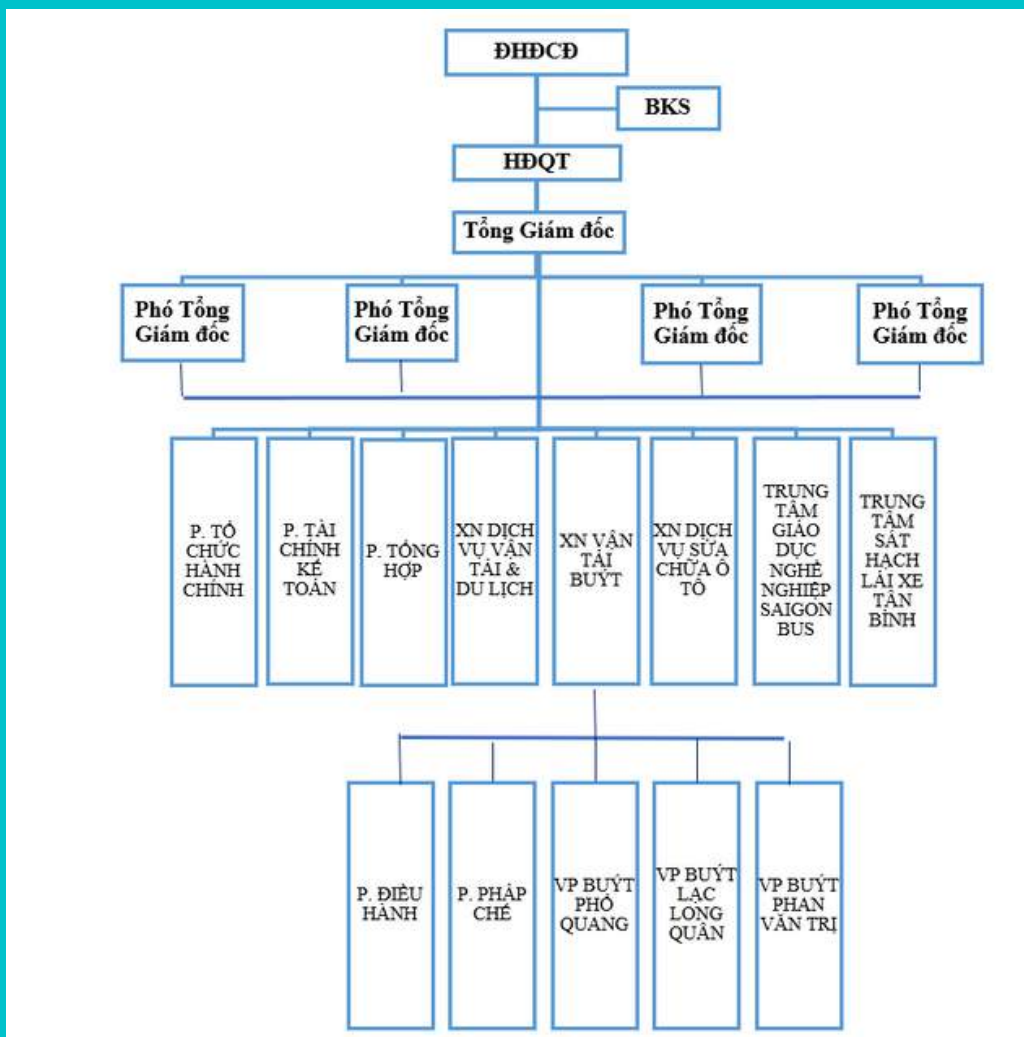 ĐHĐCĐ
BKS
HĐQT
Tổng Giám đốc
Phó Tổng
Giám đốc
Phó Tổng
Giám đốc
Phó Tổng
Giám đốc
Phó Tổng
Giám đốc
P. TỔ
CHỨC
HÀNH
CHÍNH
P. TÀI
CHÍNH
KẾ
TOÁN
P. TỔNG
HỢP
XN DỊCH
VỤ VẬN
TẢI &
DU LỊCH
XN VẬN
TẢI
BUÝT
XN DỊCH
VỤ SỬA
CHỮA Ô
TÔ
TRUNG
TÂM
GIÁO
DỤC
NGHỀ
NGHIỆP
SAIGON
BUS
TRUNG
TÂM
SÁT
HẠCH
LÁI XE
TÂN
BÌNH
P. ĐIỀU
HÀNH
P. PHÁP
CHẾ
VP BUÝT
PHỔ
QUANG
VP BUÝT
LẠC
LONG
QUÂN
VP BUÝT
PHAN
VĂN TRỊ